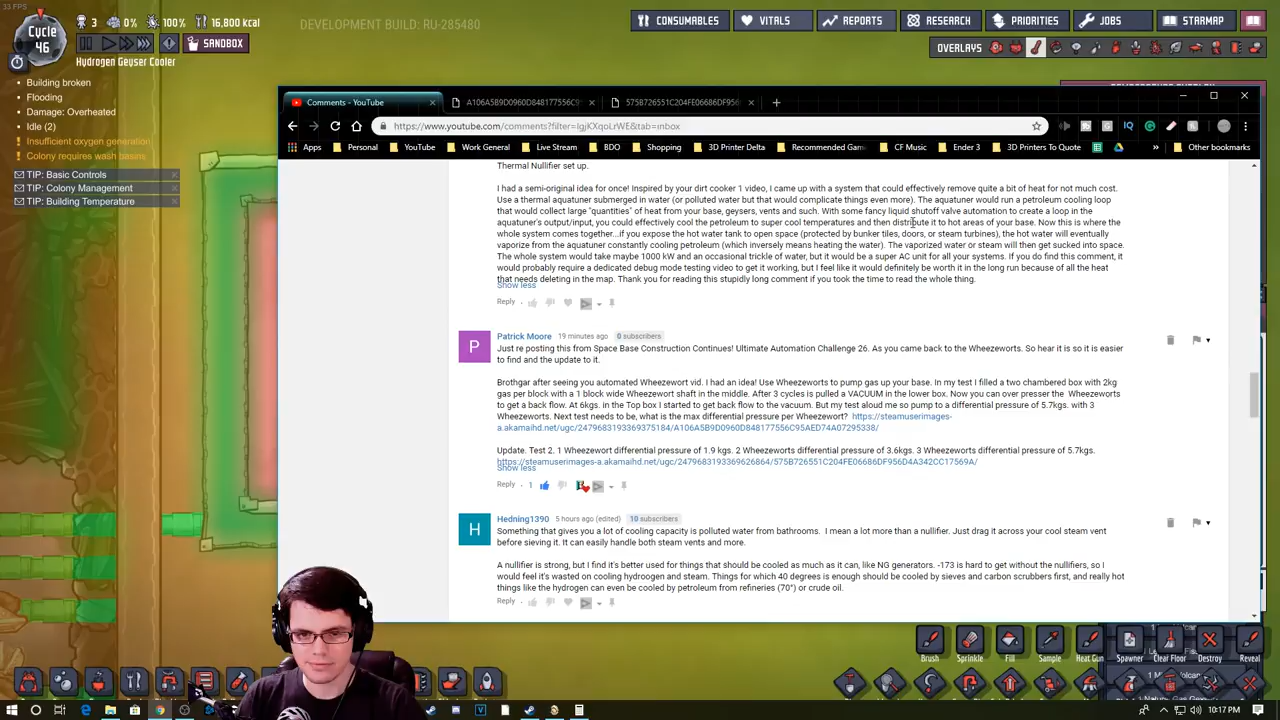 33 FPS
3 0% 100% 16,800 kcal
DEVELOPMENT BUILD: RU-285480
CONSUMABLES VITALS REPORTS RESEARCH PRIORITIES JOBS STARMAP
Cycle
46
SANDBOX
OVERLAYS
Hydrogen Geyser Cooler
Building broken
Flooding
Damage: Overheated
Idle (2)
Insufficient oxygen generation
Colony requires wash basins
TIP: Basic Controls
TIP: Colony Management
TIP: Building Temperature
Comments - YouTube
A106A5B9D0960D848177556C9
575B726551C204FE06686DF956
https://www.youtube.com/comments?filter=IgjKXqoLrWE&tab=inbox
Apps Personal YouTube Work General Live Stream BDO Shopping 3D Printer Delta Recommended Gam CF Music Ender 3 3D Printers To Quote Other bookmarks
Thermal Nullifier set up.
I had a semi-original idea for once! Inspired by your dirt cooker 1 video, I came up with a system that could effectively remove quite a bit of heat for not much cost.
Use a thermal aquatuner submerged in water (or polluted water but that would complicate things even more). The aquatuner would run a petroleum cooling loop
that would collect large "quantities" of heat from your base, geysers, vents and such. With some fancy liquid shutoff valve automation to create a loop in the
aquatuner's output/input, you could effectively cool the petroleum to super cool temperatures and then distribute it to hot areas of your base. Now this is where the
whole system comes together...if you expose the hot water tank to open space (protected by bunker tiles, doors, or steam turbines), the hot water will eventually
vaporize from the aquatuner constantly cooling petroleum (which inversely means heating the water). The vaporized water or steam will then get sucked into space.
The whole system would take maybe 1000 kW and an occasional trickle of water, but it would be a super AC unit for all your systems. If you do find this comment, it
would probably require a dedicated debug mode testing video to get it working, but I feel like it would definitely be worth it in the long run because of all the heat
that needs deleting in the map. Thank you for reading this stupidly long comment if you took the time to read the whole thing.
Show less
Reply
P
Patrick Moore 19 minutes ago 0 subscribers
Just re posting this from Space Base Construction Continues! Ultimate Automation Challenge 26. As you came back to the Wheezeworts. So hear it is so it is easier
to find and the update to it.
Brothgar after seeing you automated Wheezewort vid. I had an idea! Use Wheezeworts to pump gas up your base. In my test I filled a two chambered box with 2kg
gas per block with a 1 block wide Wheezewort shaft in the middle. After 3 cycles is pulled a VACUUM in the lower box. Now you can over presser the Wheezeworts
to get a back flow. At 6kgs. in the Top box I started to get back flow to the vacuum. But my test aloud me so pump to a differential pressure of 5.7kgs. with 3
Wheezeworts. Next test needs to be, what is the max differential pressure per Wheezewort? https://steamuserimages-
a.akamaihd.net/ugc/2479683193369375184/A106A5B9D0960D848177556C95AED74A07295338/
Update. Test 2. 1 Wheezewort differential pressure of 1.9 kgs. 2 Wheezeworts differential pressure of 3.6kgs. 3 Wheezeworts differential pressure of 5.7kgs.
https://steamuserimages-a.akamaihd.net/ugc/2479683193369626864/575B726551C204FE06686DF956D4A342CC17569A/
Show less
Reply 1
H
Hedning1390 5 hours ago (edited) 10 subscribers
Something that gives you a lot of cooling capacity is polluted water from bathrooms. I mean a lot more than a nullifier. Just drag it across your cool steam vent
before sieving it. It can easily handle both steam vents and more.
A nullifier is strong, but I find it's better used for things that should be cooled as much as it can, like NG generators. -173 is hard to get without the nullifiers, so I
would feel it's wasted on cooling hydrogen and steam. Things for which 40 degrees is enough should be cooled by sieves and carbon scrubbers first, and really hot
things like the hydrogen can even be cooled by petroleum from refineries (70°) or crude oil.
Reply
Brush Sprinkle Fill Sample Heat Gun Spawner Clear Floor Destroy Reveal
10:17 PM